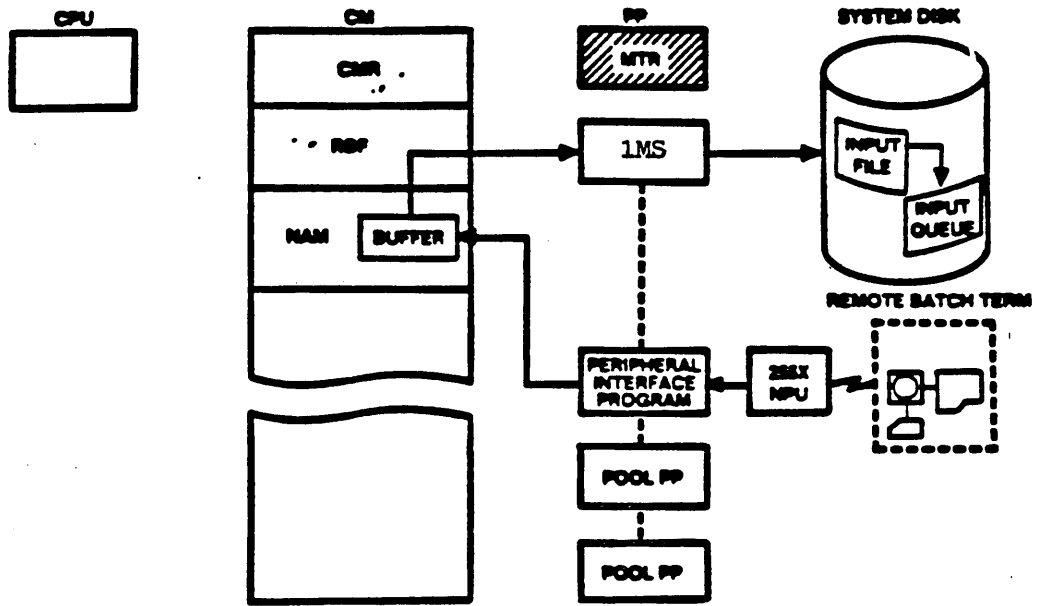 CPU
CM
PP
SYSTEM DISK
CMR
MTR
RBF
1MS
INPUT
FILE
INPUT
QUEUE
NAM
BUFFER
REMOTE BATCH TERM
PERIPHERAL
INTERFACE
PROGRAM
255X
NPU
POOL PP
POOL PP